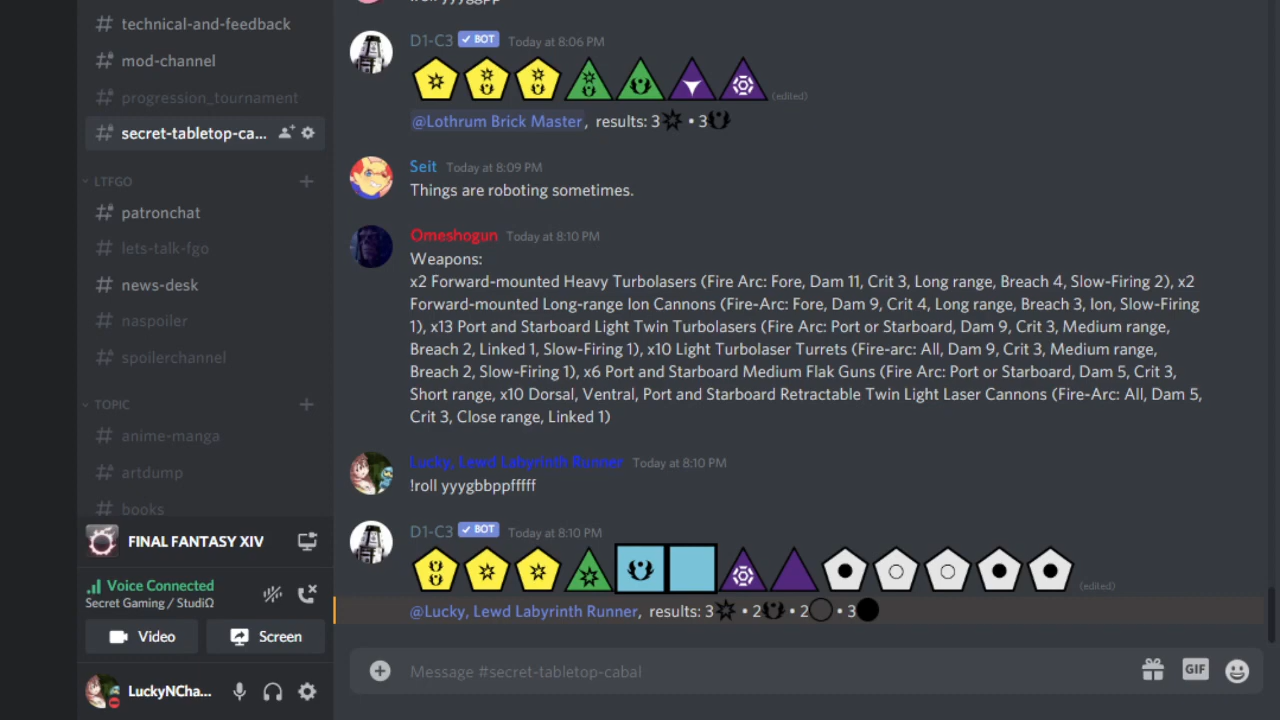 technical-and-feedback
mod-channel
progression_tournament
secret-tabletop-ca...
LTFGO
patronchat
lets-talk-fgo
news-desk
naspoiler
spoilerchannel
TOPIC
anime-manga
artdump
books
FINAL FANTASY XIV
Voice Connected
Secret Gaming / StudiΩ
Video
Screen
LuckyNCha...
!roll yyyggpp
D1-C3 BOT Today at 8:06 PM
(edited)
@Lothrum Brick Master, results: 3 • 3
Seit Today at 8:09 PM
Things are roboting sometimes.
Omeshogun Today at 8:10 PM
Weapons:
x2 Forward-mounted Heavy Turbolasers (Fire Arc: Fore, Dam 11, Crit 3, Long range, Breach 4, Slow-Firing 2), x2
Forward-mounted Long-range Ion Cannons (Fire-Arc: Fore, Dam 9, Crit 4, Long range, Breach 3, Ion, Slow-Firing
1), x13 Port and Starboard Light Twin Turbolasers (Fire Arc: Port or Starboard, Dam 9, Crit 3, Medium range,
Breach 2, Linked 1, Slow-Firing 1), x10 Light Turbolaser Turrets (Fire-arc: All, Dam 9, Crit 3, Medium range,
Breach 2, Slow-Firing 1), x6 Port and Starboard Medium Flak Guns (Fire Arc: Port or Starboard, Dam 5, Crit 3,
Short range, x10 Dorsal, Ventral, Port and Starboard Retractable Twin Light Laser Cannons (Fire-Arc: All, Dam 5,
Crit 3, Close range, Linked 1)
Lucky, Lewd Labyrinth Runner Today at 8:10 PM
!roll yyygbbppfffff
D1-C3 BOT Today at 8:10 PM
(edited)
@Lucky, Lewd Labyrinth Runner, results: 3 • 2 • 2 • 3
Message #secret-tabletop-cabal
GIF